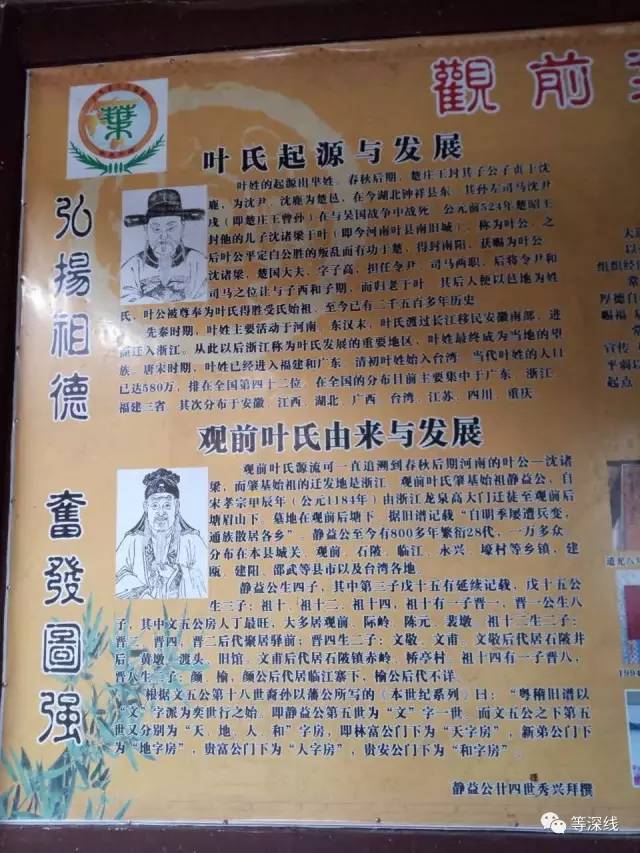 觀前
叶氏起源与发展
弘揚祖德 奮發圖强
叶姓的起源出芈姓。春秋后期，楚庄王封其子公子贞于沈
鹿，为沈尹，沈鹿为楚邑，在今湖北钟祥县东，其孙左司马沈尹
戌（即楚庄王曾孙）在与吴国战争中战死。公元前524年楚昭王
封他的儿子沈诸梁于叶（即今河南叶县南旧城），称为叶公。之
后叶公平定白公胜的叛乱而有功于楚，得封南阳，获赐为叶公。
沈诸梁，楚国大夫，字子高，担任令尹、司马两职，后将令尹和
司马之位让与子西和子期，而归老于叶，其后人便以邑地为姓
氏，叶公被尊奉为叶氏得胜受氏始祖，至今已有二千五百多年历史
先秦时期，叶姓主要活动于河南，东汉末，叶氏渡过长江移民安徽南部，进
而迁入浙江。从此以后浙江称为叶氏发展的重要地区，叶姓最终成为当地的望
族。唐宋时期，叶姓已经进入福建和广东。清初叶姓始入台湾。当代叶姓的人口
已达580万，排在全国第四十二位。在全国的分布目前主要集中于广东、浙江、
福建三省，其次分布于安徽、江西、湖北、广西、台湾、江苏、四川、重庆
观前叶氏由来与发展
观前叶氏源流可一直追溯到春秋后期河南的叶公—沈诸
梁，而肇基始祖的迁发地是浙江。观前叶氏肇基始祖静益公，自
宋孝宗甲辰年（公元1184年）由浙江龙泉高大门迁徙至观前后
塘眉山下，墓地在观前后塘下。据旧谱记载“自明季屡遭兵变，
通族散居各乡”。静益公至今有800多年繁衍28代，一万多众
分布在本县城关、观前、石陂、临江、永兴、壕村等乡镇，建
瓯、建阳、邵武等县市以及台湾各地
静益公生四子，其中第三子戊十五有延续记载，戊十五公
生三子：祖十、祖十二、祖十四，祖十有一子晋一，晋一公生八
子，其中文五公房人丁最旺，大多居观前、际岭、陈元、裴墩。祖十三生二子：
晋三、晋四，晋二后代聚居驿前；晋四生二子：文敬、文甫。文敬后代居石陂井
后、黄墩、渡头、旧馆。文甫后代居石陂镇赤岭、桥亭村。祖十四有一子晋八，
晋八生三子：颜、榆，颜公后代居临江寨下，榆公后代不详。
根据文五公第十八世裔孙以藩公所写的《本世纪系列》曰：“粤稽旧谱以
“文”字派为奕世行之始。即静益公第五世为“文”字一世。而文五公之下第五
世又分别为“天、地、人、和”字房，即林富公门下为“天字房”，新弟公门下
为“地字房”，贵富公门下为“人字房”，贵安公门下为“和字房”。
静益公廿四世秀兴拜撰
道光八
1994
等深线